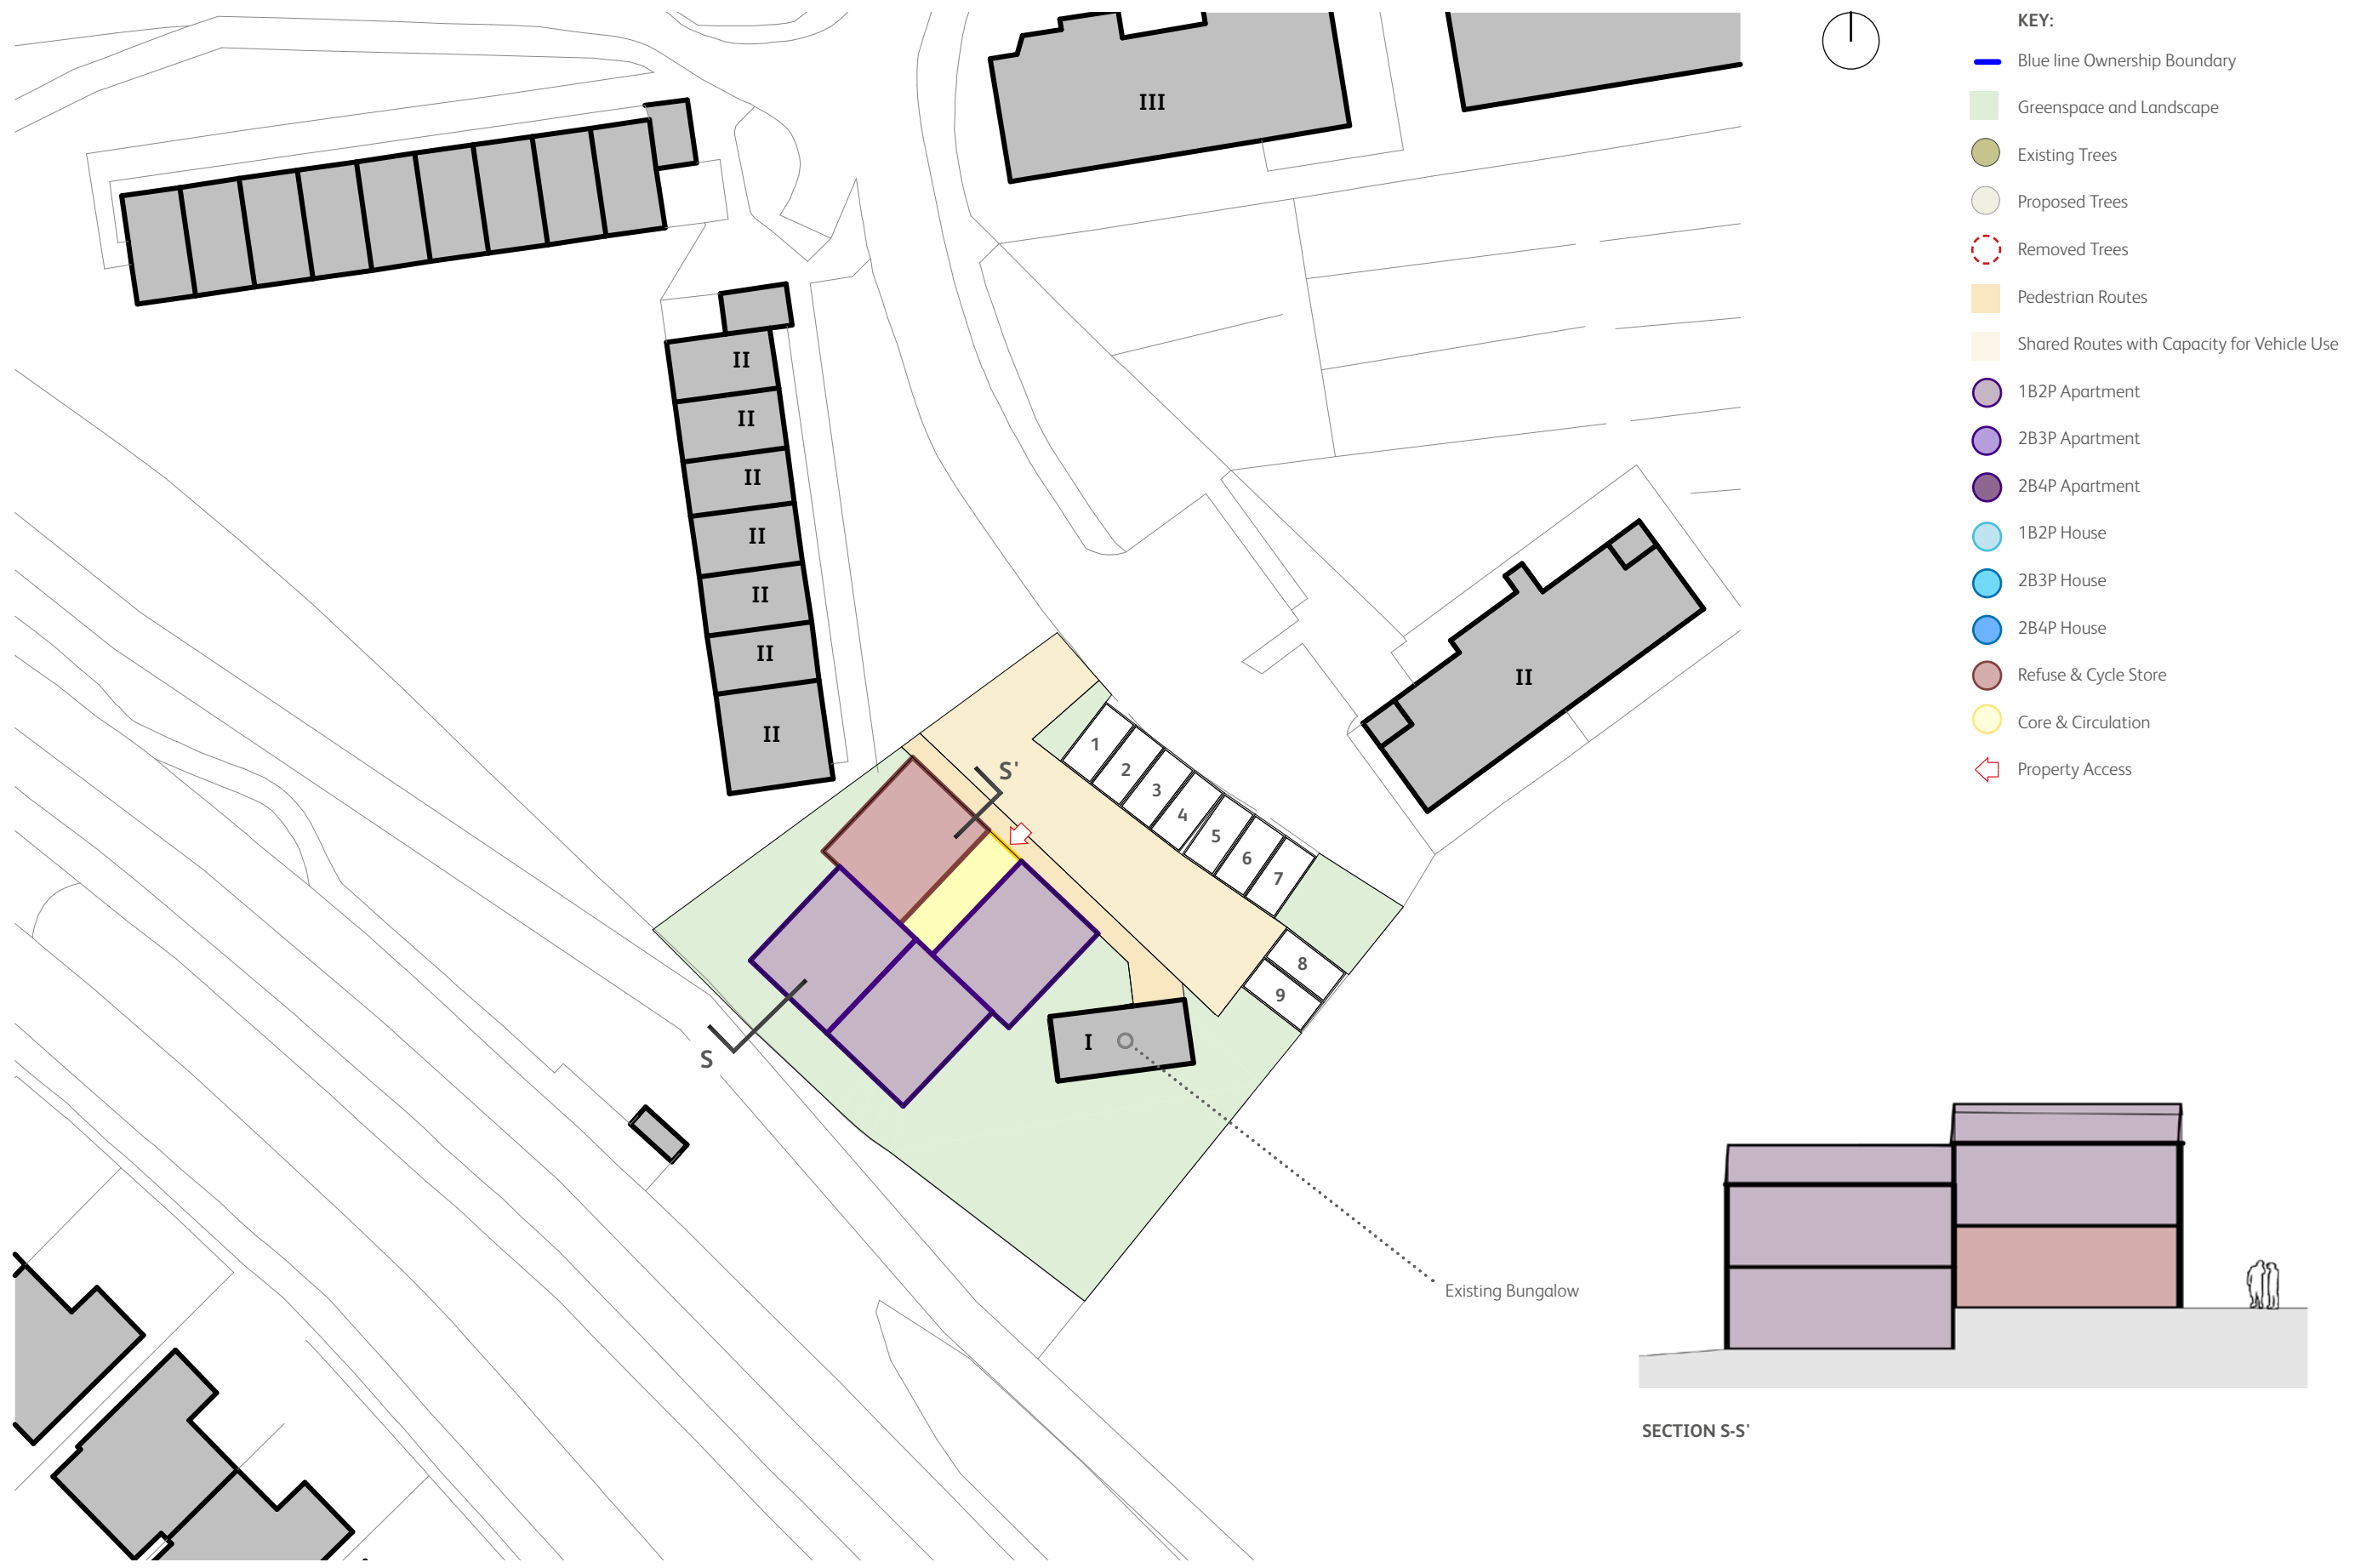 KEY:
Blue line Ownership Boundary
Greenspace and Landscape
Existing Trees
Proposed Trees
Removed Trees
Pedestrian Routes
Shared Routes with Capacity for Vehicle Use
1B2P Apartment
2B3P Apartment
2B4P Apartment
1B2P House
2B3P House
2B4P House
Refuse & Cycle Store
Core & Circulation
Property Access
III
II
II
II
II
II
II
II
II
S'
1
2
3
4
5
6
7
8
9
I
S
Existing Bungalow
SECTION S-S'